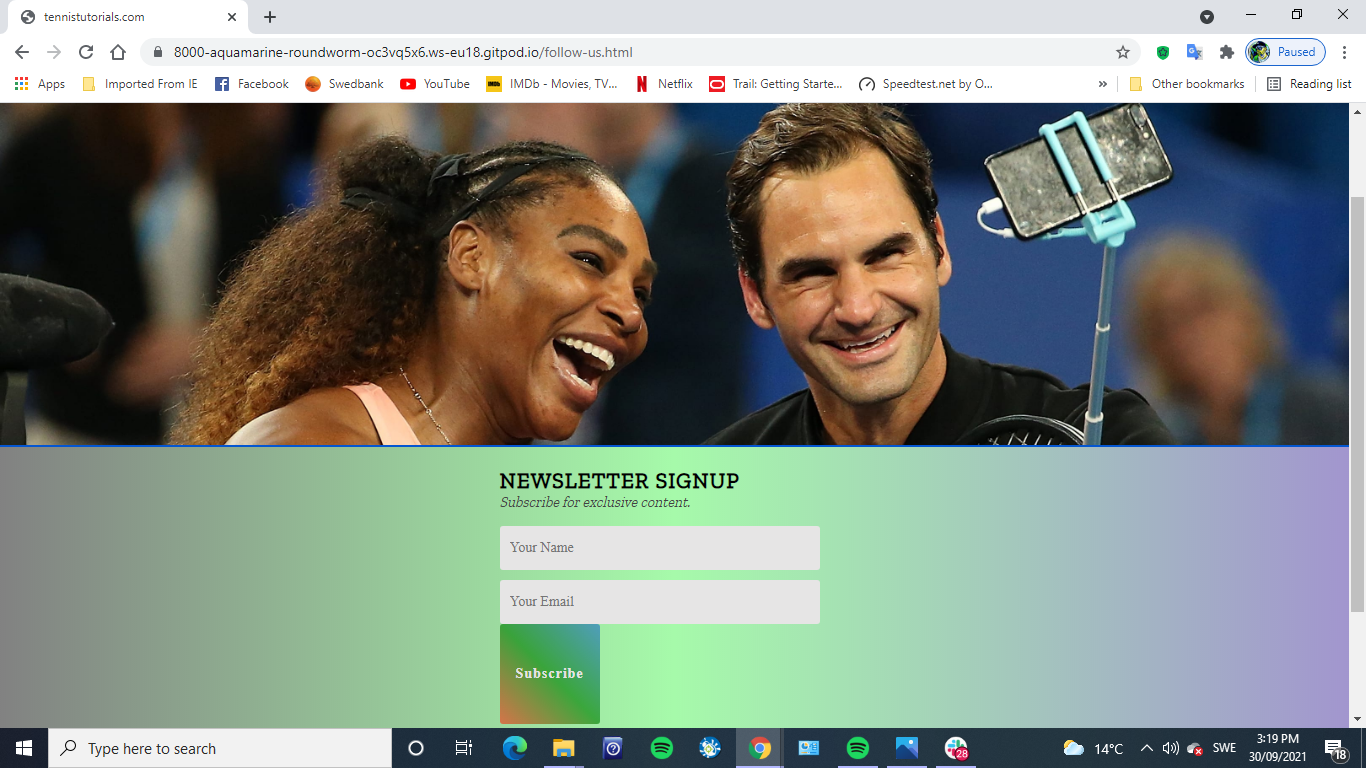 tennistutorials.com
8000-aquamarine-roundworm-oc3vq5x6.ws-eu18.gitpod.io/follow-us.html
Paused
Apps
Imported From IE
Facebook
Swedbank
YouTube
IMDb
IMDb - Movies, TV...
Netflix
Trail: Getting Starte...
Speedtest.net by O...
»
Other bookmarks
Reading list
NEWSLETTER SIGNUP
Subscribe for exclusive content.
Your Name
Your Email
Subscribe
Type here to search
28
14°C
SWE
3:19 PM
30/09/2021
18